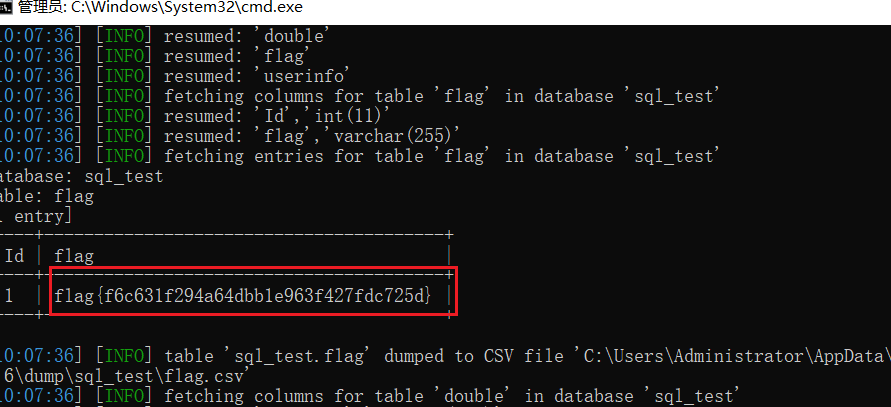 管理员: C:\Windows\System32\cmd.exe
10:07:36] [INFO] resumed: 'double'
10:07:36] [INFO] resumed: 'flag'
10:07:36] [INFO] resumed: 'userinfo'
10:07:36] [INFO] fetching columns for table 'flag' in database 'sql_test'
10:07:36] [INFO] resumed: 'Id','int(11)'
10:07:36] [INFO] resumed: 'flag','varchar(255)'
10:07:36] [INFO] fetching entries for table 'flag' in database 'sql_test'
atabase: sql_test
able: flag
1 entry]
----+------------------------------------------+
Id | flag |
----+------------------------------------------+
1 | flag{f6c631f294a64dbb1e963f427fdc725d} |
----+------------------------------------------+
10:07:36] [INFO] table 'sql_test.flag' dumped to CSV file 'C:\Users\Administrator\AppData\
6\dump\sql_test\flag.csv'
10:07:36] [INFO] fetching columns for table 'double' in database 'sql_test'